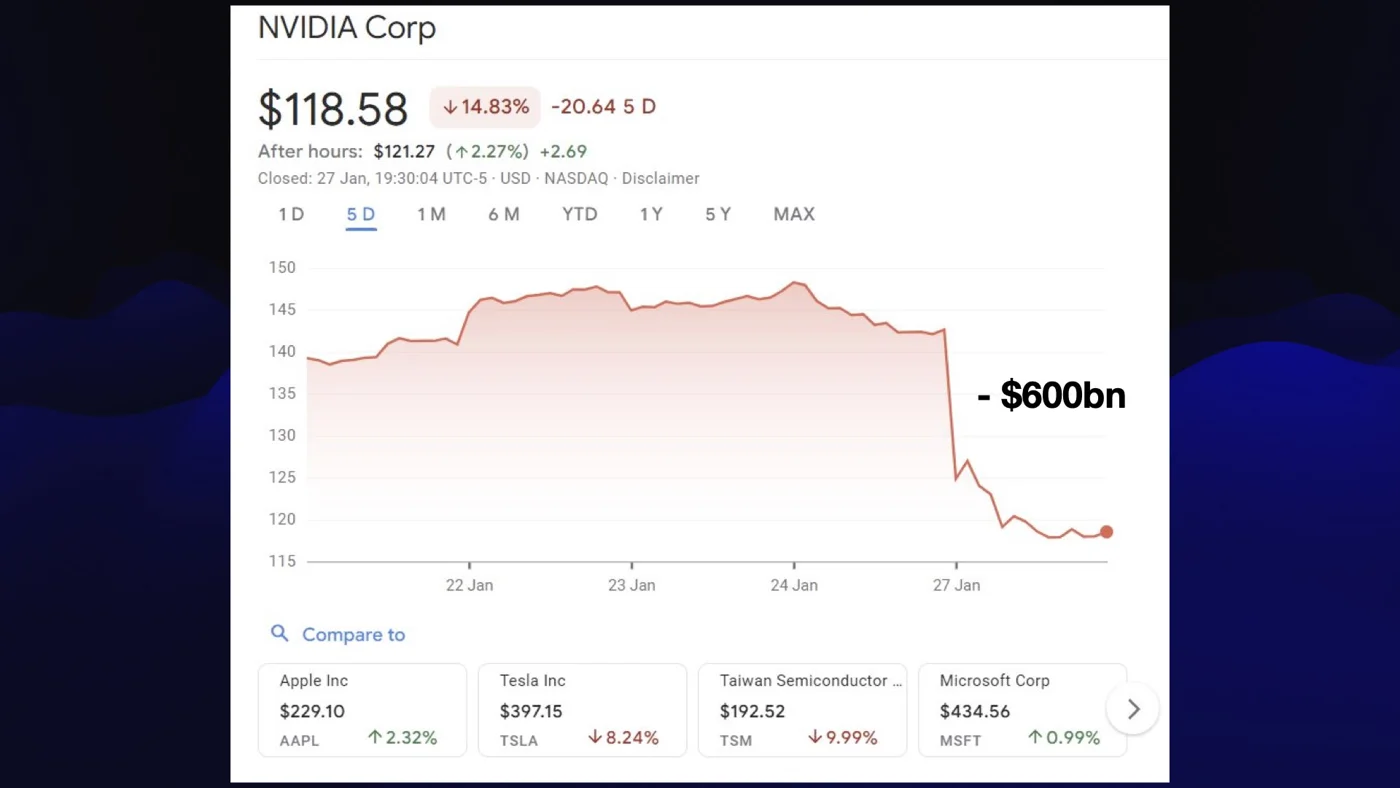 NVIDIA Corp
$118.58 ↓14.83% -20.64 5 D
After hours: $121.27 (↑2.27%) +2.69
Closed: 27 Jan, 19:30:04 UTC-5 · USD · NASDAQ · Disclaimer
1 D 5 D 1 M 6 M YTD 1 Y 5 Y MAX
150
145
140
135
- $600bn
130
125
120
115
22 Jan 23 Jan 24 Jan 27 Jan
Compare to
Apple Inc
$229.10
AAPL ↑2.32%
Tesla Inc
$397.15
TSLA ↓8.24%
Taiwan Semiconductor ...
$192.52
TSM ↓9.99%
Microsoft Corp
$434.56
MSFT ↑0.99%